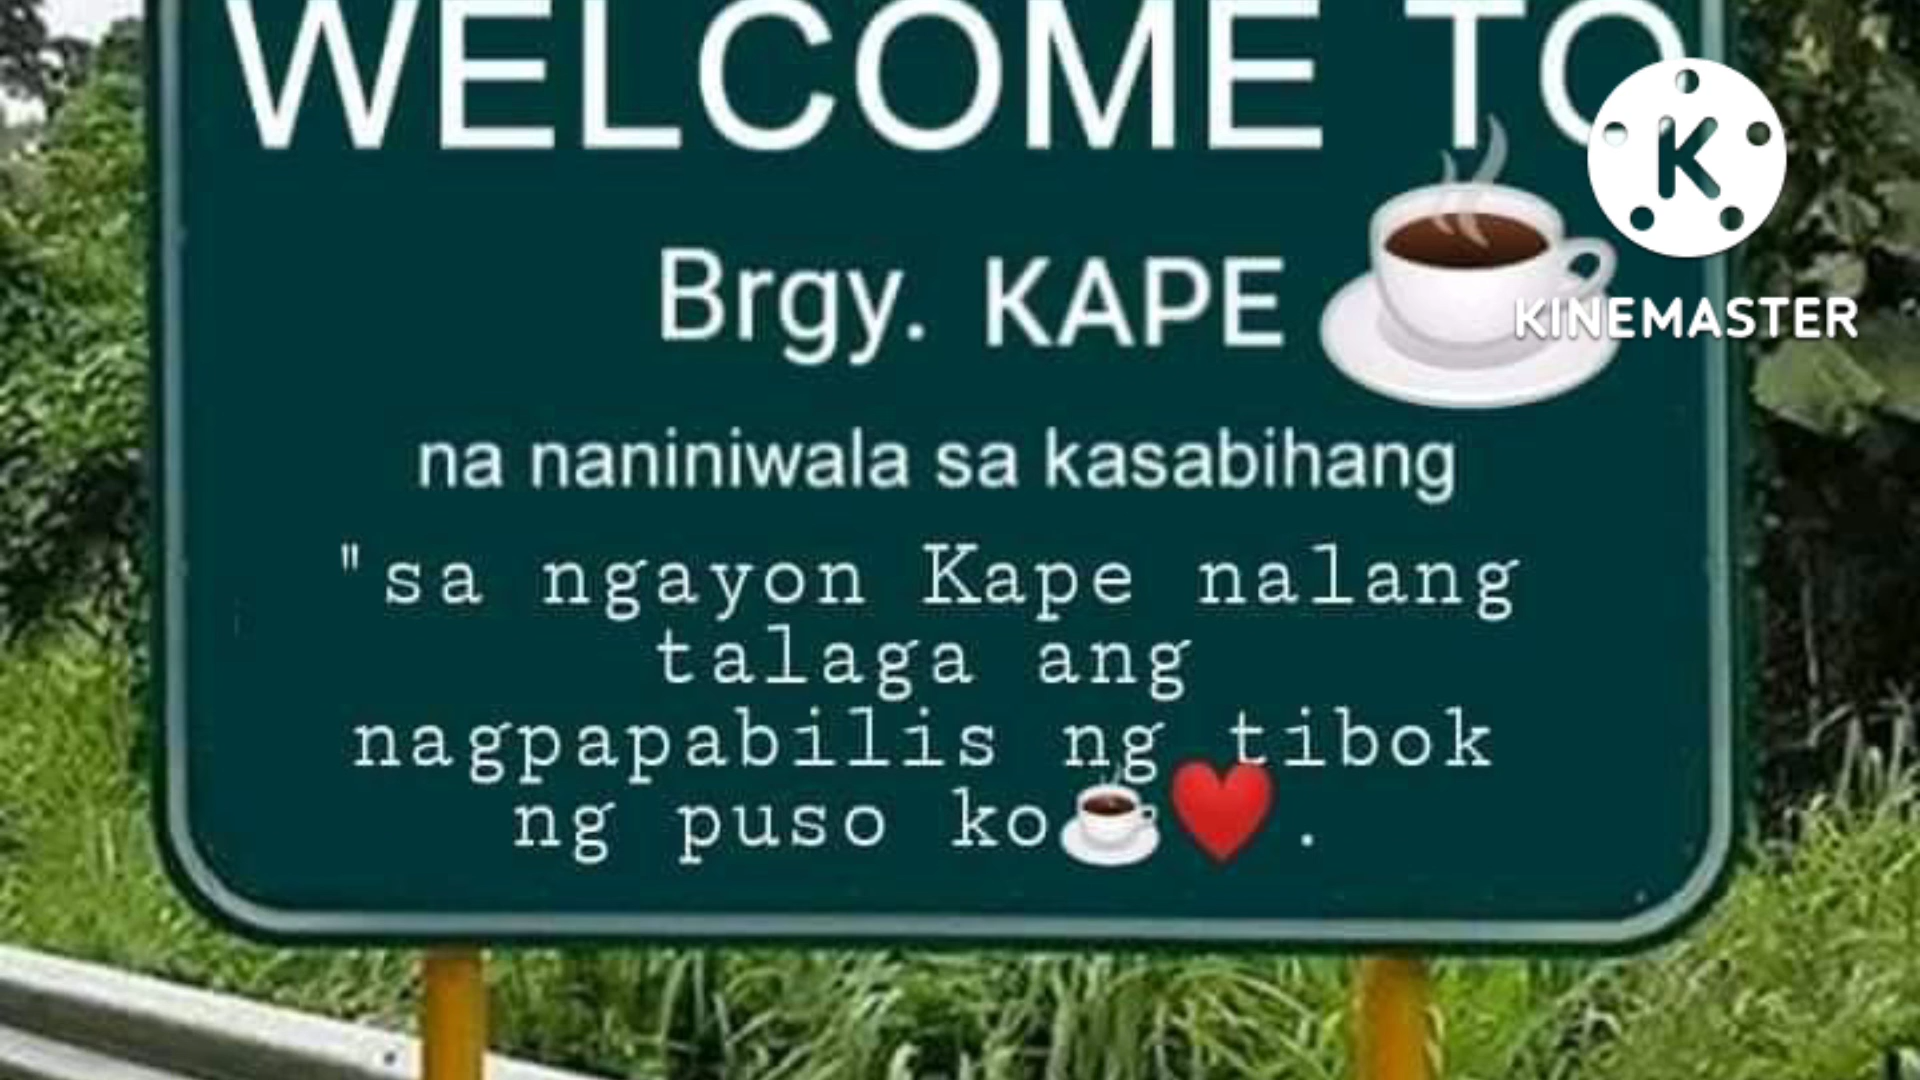 WELCOME TO
K
KINEMASTER
Brgy. KAPE
na naniniwala sa kasabihang
"sa ngayon Kape nalang
talaga ang
nagpapabilis ng tibok
ng puso ko☕❤️.